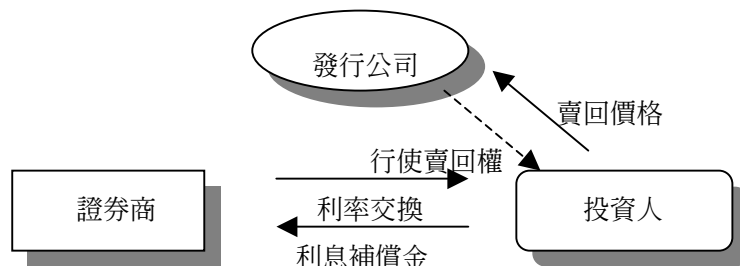 發行公司
賣回價格
行使賣回權
證券商
利率交換
投資人
利息補償金